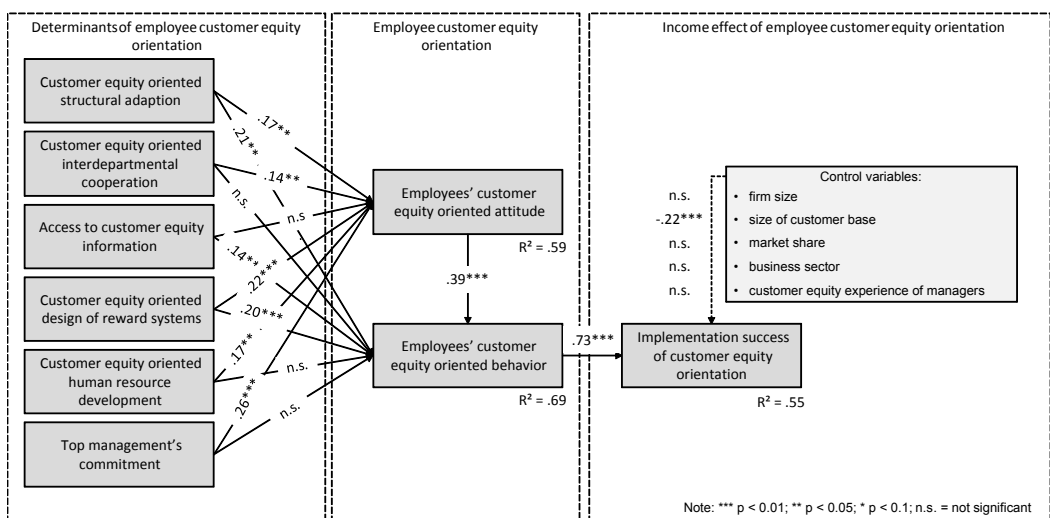 Determinants of employee customer equity
orientation
Customer equity oriented
structural adaption
Customer equity oriented
interdepartmental
cooperation
Access to customer equity
information
Customer equity oriented
design of reward systems
Customer equity oriented
human resource
development
Top management's
commitment
.17**
.21**
.14**
n.s.
n.s
.14**
.22***
.20***
.17**
n.s.
.26***
n.s.
Employee customer equity
orientation
Employees' customer
equity oriented attitude
R² = .59
.39***
Employees' customer
equity oriented behavior
R² = .69
.73***
Income effect of employee customer equity orientation
Control variables:
n.s. • firm size
-.22*** • size of customer base
n.s. • market share
n.s. • business sector
n.s. • customer equity experience of managers
Implementation success
of customer equity
orientation
R² = .55
Note: *** p < 0.01; ** p < 0.05; * p < 0.1; n.s. = not significant